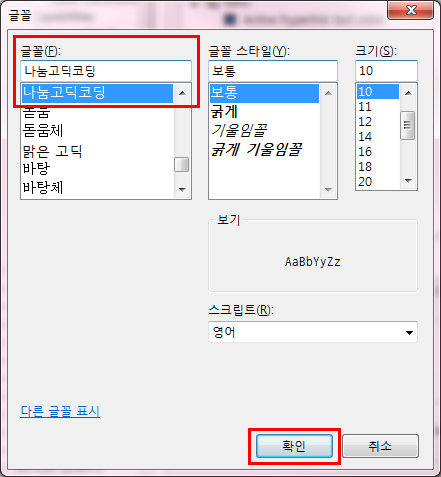 글꼴
글꼴(F):
나눔고딕코딩
나눔고딕코딩
돋움
돋움체
맑은 고딕
바탕
바탕체
글꼴 스타일(Y):
보통
보통
굵게
기울임꼴
굵게 기울임꼴
크기(S):
10
10
11
12
14
16
18
20
보기
AaBbYyZz
스크립트(R):
영어
다른 글꼴 표시
확인
취소